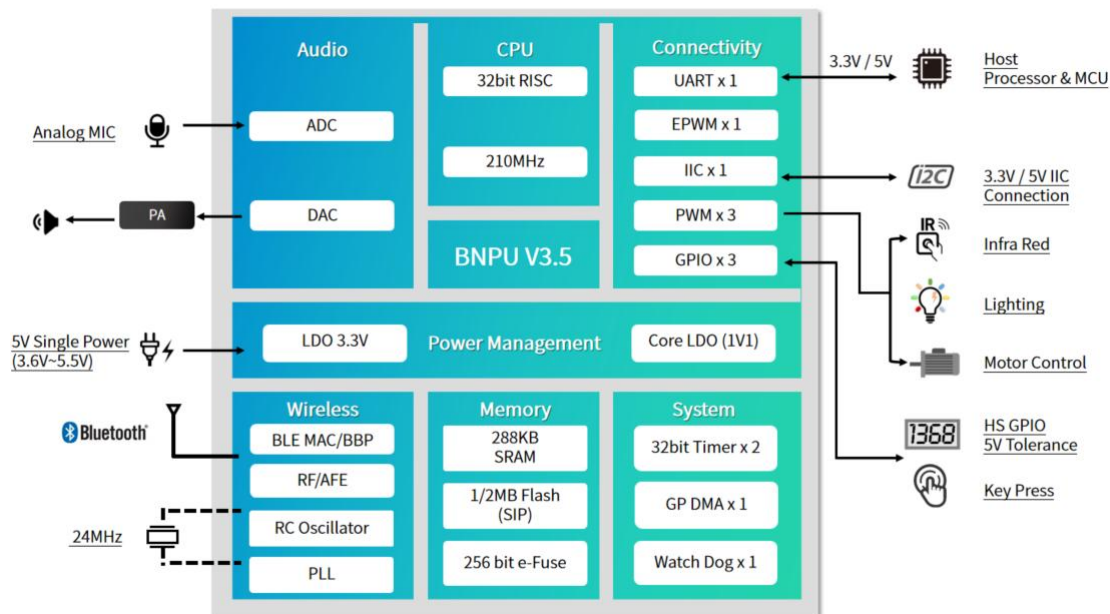 Audio
ADC
DAC
CPU
32bit RISC
210MHz
BNPU V3.5
Connectivity
UART x 1
EPWM x 1
IIC x 1
PWM x 3
GPIO x 3
LDO 3.3V
Power Management
Core LDO (1V1)
Wireless
BLE MAC/BBP
RF/AFE
RC Oscillator
PLL
Memory
288KB
SRAM
1/2MB Flash
(SIP)
256 bit e-Fuse
System
32bit Timer x 2
GP DMA x 1
Watch Dog x 1
Analog MIC
PA
5V Single Power
(3.6V~5.5V)
Bluetooth
24MHz
3.3V / 5V
Host
Processor & MCU
I2C
3.3V / 5V IIC
Connection
IR
Infra Red
Lighting
Motor Control
1368
HS GPIO
5V Tolerance
Key Press